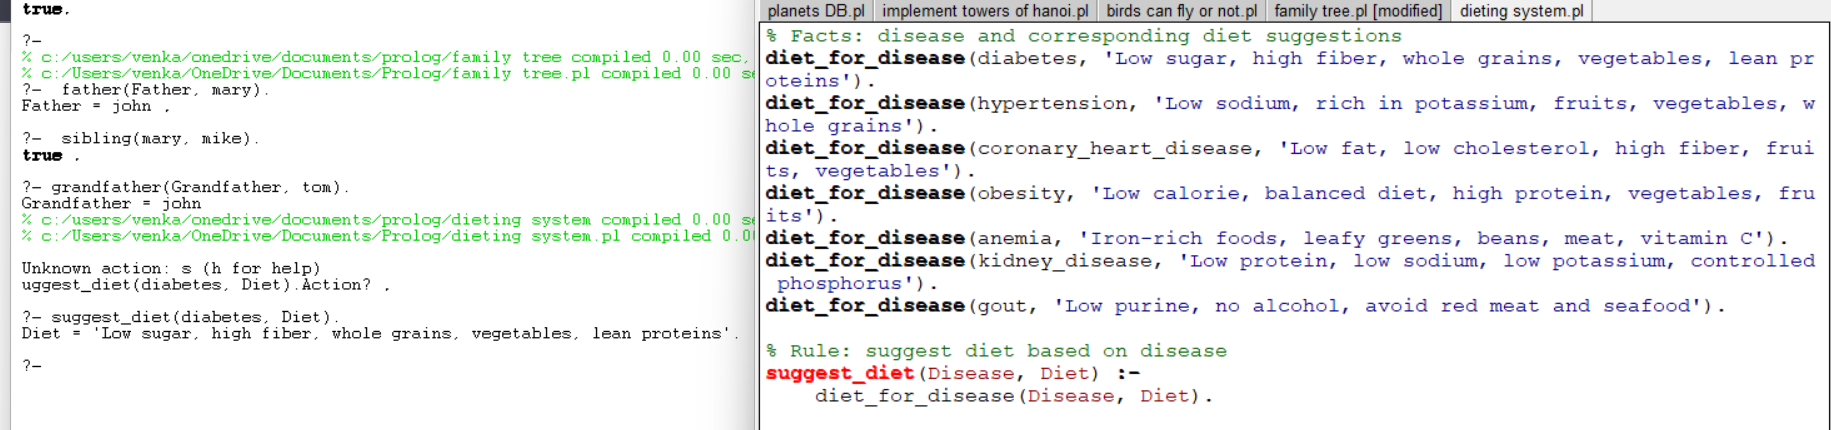 true.
?-
% c:/users/venka/onedrive/documents/prolog/family tree compiled 0.00 sec,
% c:/Users/venka/OneDrive/Documents/Prolog/family tree.pl compiled 0.00 se
?-  father(Father, mary).
Father = john .
?-  sibling(mary, mike).
true .
?- grandfather(Grandfather, tom).
Grandfather = john
% c:/users/venka/onedrive/documents/prolog/dieting system compiled 0.00 se
% c:/Users/venka/OneDrive/Documents/Prolog/dieting system.pl compiled 0.00
Unknown action: s (h for help)
uggest_diet(diabetes, Diet).Action? .
?- suggest_diet(diabetes, Diet).
Diet = 'Low sugar, high fiber, whole grains, vegetables, lean proteins'.
?-
planets DB.pl implement towers of hanoi.pl birds can fly or not.pl family tree.pl [modified] dieting system.pl
% Facts: disease and corresponding diet suggestions
diet_for_disease(diabetes, 'Low sugar, high fiber, whole grains, vegetables, lean pr
oteins').
diet_for_disease(hypertension, 'Low sodium, rich in potassium, fruits, vegetables, w
hole grains').
diet_for_disease(coronary_heart_disease, 'Low fat, low cholesterol, high fiber, frui
ts, vegetables').
diet_for_disease(obesity, 'Low calorie, balanced diet, high protein, vegetables, fru
its').
diet_for_disease(anemia, 'Iron-rich foods, leafy greens, beans, meat, vitamin C').
diet_for_disease(kidney_disease, 'Low protein, low sodium, low potassium, controlled
 phosphorus').
diet_for_disease(gout, 'Low purine, no alcohol, avoid red meat and seafood').
% Rule: suggest diet based on disease
suggest_diet(Disease, Diet) :-
    diet_for_disease(Disease, Diet).